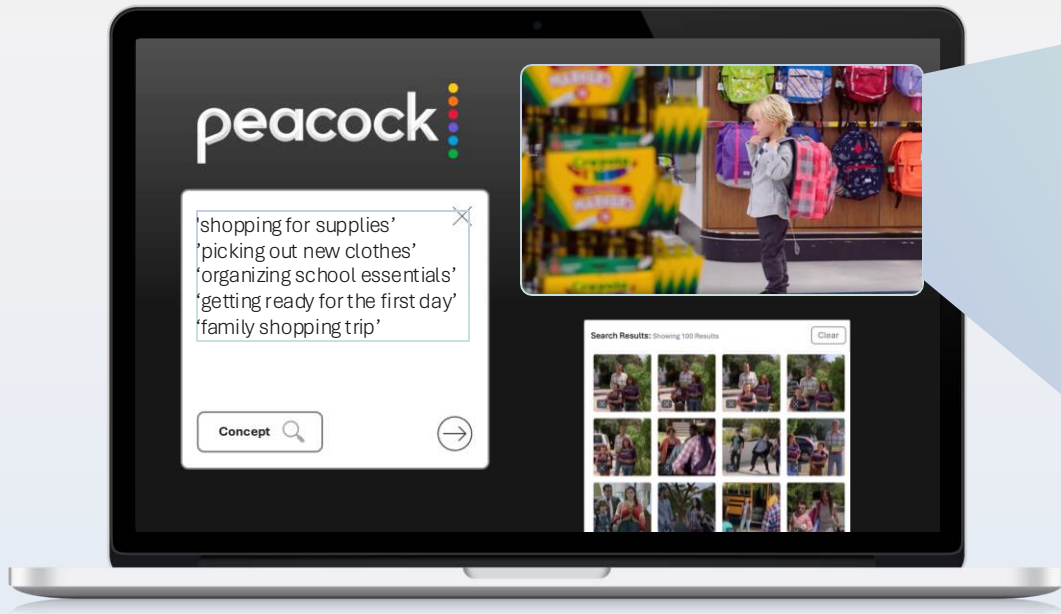 peacock
‘shopping for supplies’
’picking out new clothes’
‘organizing school essentials’
‘getting ready for the first day’
‘family shopping trip’
Concept
MARKERS
Crayola
MARKERS
Search Results: Showing 100 Results
Clear